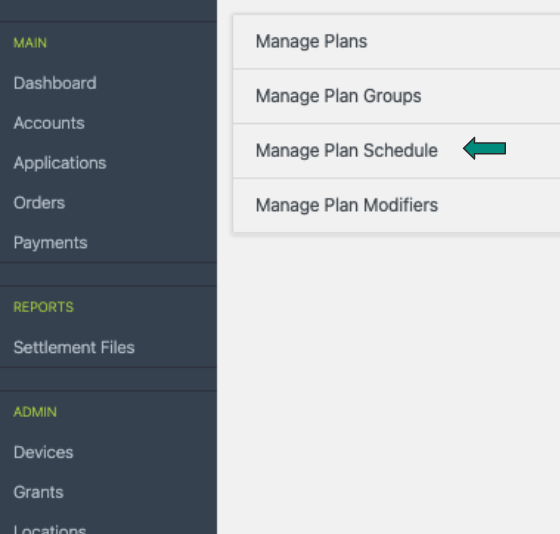 MAIN
Dashboard
Accounts
Applications
Orders
Payments
REPORTS
Settlement Files
ADMIN
Devices
Grants
Locations
Manage Plans
Manage Plan Groups
Manage Plan Schedule
Manage Plan Modifiers